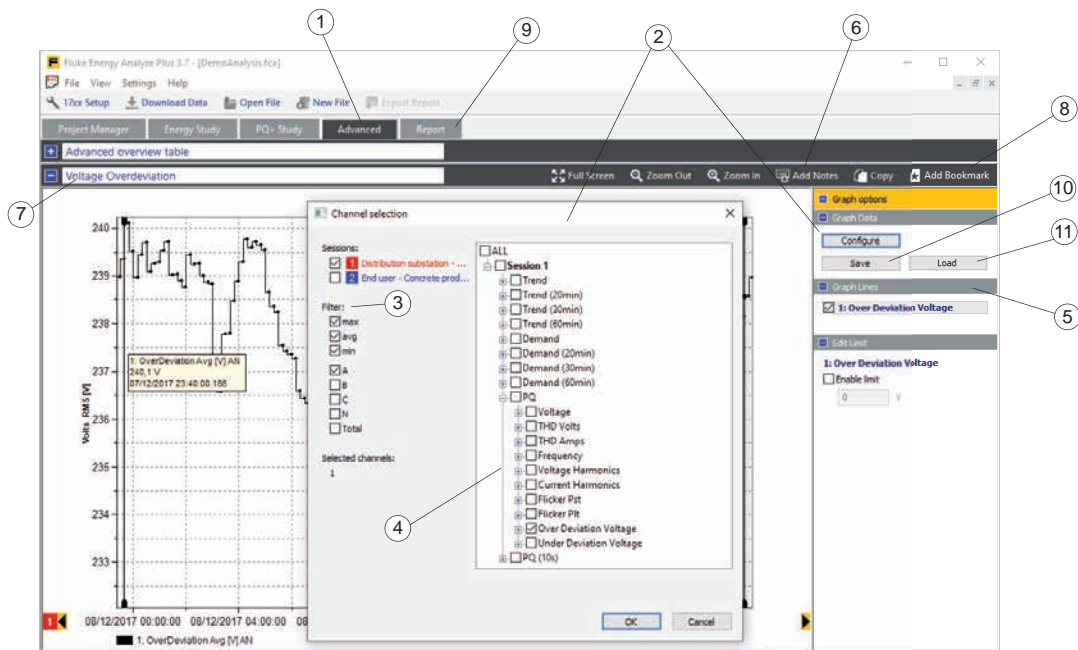 1
9
2
6
8
10
11
5
7
3
4
Fluke Energy Analyze Plus 3.7 - [DemoAnalysis.fca]
File View Settings Help
17xx Setup Download Data Open File New File Export Report
Project Manager Energy Study PQ+ Study Advanced Report
Advanced overview table
Voltage Overdeviation
Full Screen Zoom Out Zoom In Add Notes Copy Add Bookmark
240
239
238
237
236
235
234
233
Volts RMS [V]
1. OverDeviation Avg [V] AN
240,1 V
07/12/2017 23:40:00.186
1
08/12/2017 00:00:00 08/12/2017 04:00:00 08
1. OverDeviation Avg [V] AN
Channel selection
Sessions:
1 Distribution substation - ...
2 End user - Concrete prod...
Filter:
max
avg
min
A
B
C
N
Total
Selected channels:
1
ALL
Session 1
Trend
Trend (20min)
Trend (30min)
Trend (60min)
Demand
Demand (20min)
Demand (30min)
Demand (60min)
PQ
Voltage
THD Volts
THD Amps
Frequency
Voltage Harmonics
Current Harmonics
Flicker Pst
Flicker Plt
Over Deviation Voltage
Under Deviation Voltage
PQ (10s)
OK Cancel
Graph options
Graph Data
Configure
Save Load
Graph Lines
1: Over Deviation Voltage
Edit Limit
1: Over Deviation Voltage
Enable limit
0 V